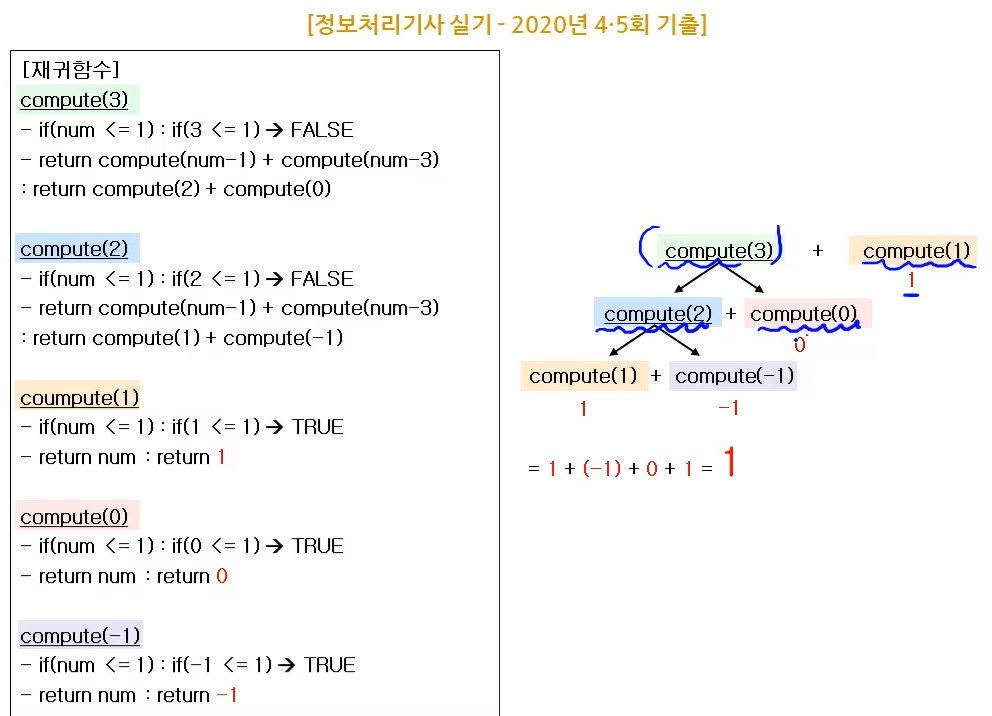 [정보처리기사 실기 - 2020년 4·5회 기출]
[재귀함수]
compute(3)
- if(num <= 1) : if(3 <= 1) → FALSE
- return compute(num-1) + compute(num-3)
: return compute(2) + compute(0)
compute(2)
- if(num <= 1) : if(2 <= 1) → FALSE
- return compute(num-1) + compute(num-3)
: return compute(1) + compute(-1)
coumpute(1)
- if(num <= 1) : if(1 <= 1) → TRUE
- return num : return 1
compute(0)
- if(num <= 1) : if(0 <= 1) → TRUE
- return num : return 0
compute(-1)
- if(num <= 1) : if(-1 <= 1) → TRUE
- return num : return -1
(compute(3)) + compute(1)
1
compute(2) + compute(0)
0
compute(1) + compute(-1)
1 -1
= 1 + (-1) + 0 + 1 = 1